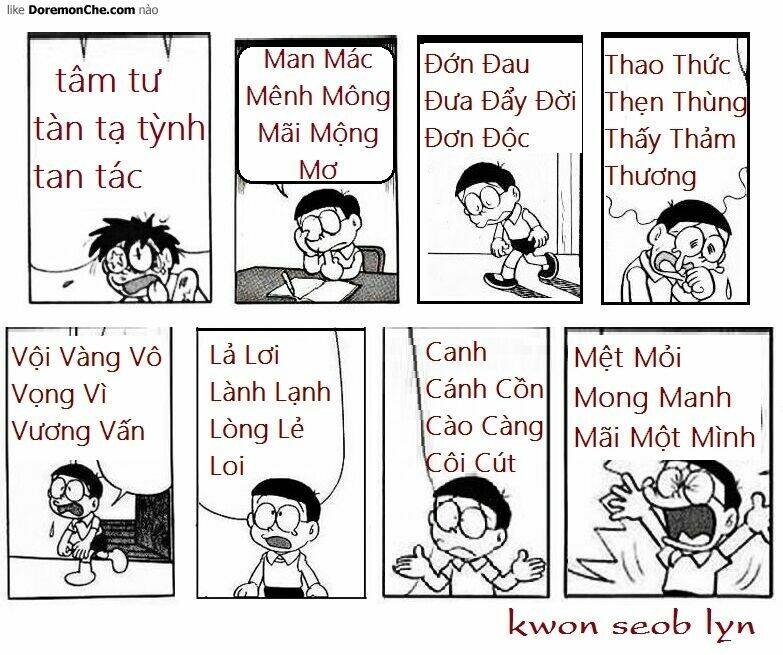 like DoremonChe.com nào
tâm tư
tàn tạ tỳnh
tan tác
Man Mác
Mênh Mông
Mãi Mộng
Mơ
Đớn Đau
Đưa Đẩy Đời
Đơn Độc
Thao Thức
Thẹn Thùng
Thấy Thảm
Thương
Vội Vàng Vô
Vọng Vì
Vương Vấn
Lả Lơi
Lành Lạnh
Lòng Lẻ
Loi
Canh
Cánh Cồn
Cào Càng
Côi Cút
Mệt Mỏi
Mong Manh
Mãi Một Mình
kwon seob lyn